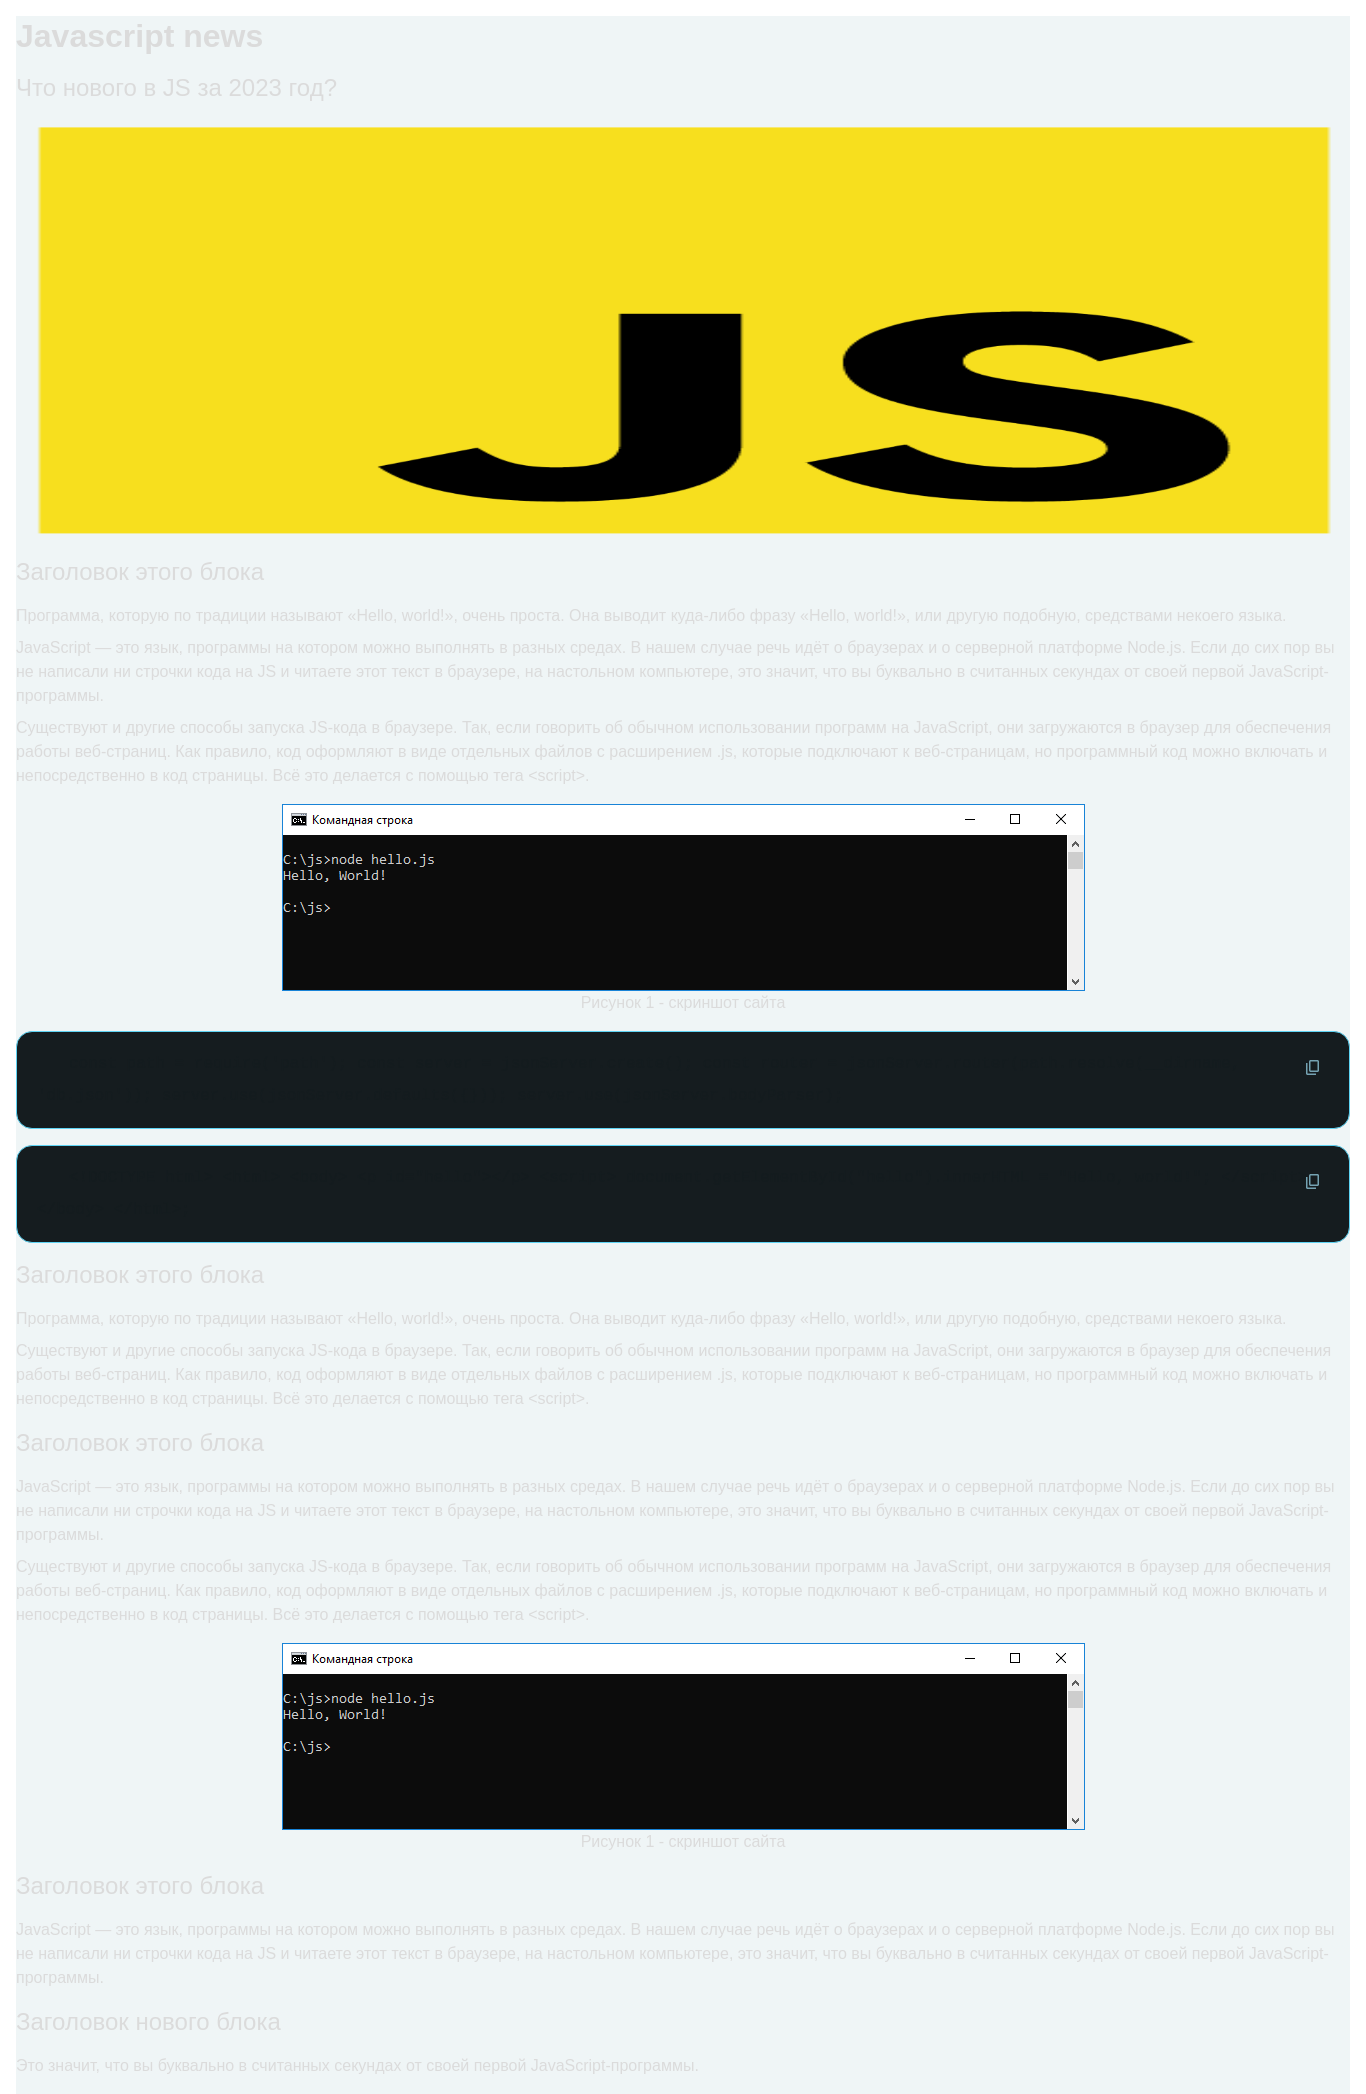 Javascript news
Что нового в JS за 2023 год?
JS
Заголовок этого блока
Программа, которую по традиции называют «Hello, world!», очень проста. Она выводит куда-либо фразу «Hello, world!», или другую подобную, средствами некоего языка.
JavaScript — это язык, программы на котором можно выполнять в разных средах. В нашем случае речь идёт о браузерах и о серверной платформе Node.js. Если до сих пор вы
не написали ни строчки кода на JS и читаете этот текст в браузере, на настольном компьютере, это значит, что вы буквально в считанных секундах от своей первой JavaScript-
программы.
Существуют и другие способы запуска JS-кода в браузере. Так, если говорить об обычном использовании программ на JavaScript, они загружаются в браузер для обеспечения
работы веб-страниц. Как правило, код оформляют в виде отдельных файлов с расширением .js, которые подключают к веб-страницам, но программный код можно включать и
непосредственно в код страницы. Всё это делается с помощью тега <script>.
Командная строка
C:\js>node hello.js
Hello, World!
C:\js>
Рисунок 1 - скриншот сайта
Заголовок этого блока
Программа, которую по традиции называют «Hello, world!», очень проста. Она выводит куда-либо фразу «Hello, world!», или другую подобную, средствами некоего языка.
Существуют и другие способы запуска JS-кода в браузере. Так, если говорить об обычном использовании программ на JavaScript, они загружаются в браузер для обеспечения
работы веб-страниц. Как правило, код оформляют в виде отдельных файлов с расширением .js, которые подключают к веб-страницам, но программный код можно включать и
непосредственно в код страницы. Всё это делается с помощью тега <script>.
Заголовок этого блока
JavaScript — это язык, программы на котором можно выполнять в разных средах. В нашем случае речь идёт о браузерах и о серверной платформе Node.js. Если до сих пор вы
не написали ни строчки кода на JS и читаете этот текст в браузере, на настольном компьютере, это значит, что вы буквально в считанных секундах от своей первой JavaScript-
программы.
Существуют и другие способы запуска JS-кода в браузере. Так, если говорить об обычном использовании программ на JavaScript, они загружаются в браузер для обеспечения
работы веб-страниц. Как правило, код оформляют в виде отдельных файлов с расширением .js, которые подключают к веб-страницам, но программный код можно включать и
непосредственно в код страницы. Всё это делается с помощью тега <script>.
Командная строка
C:\js>node hello.js
Hello, World!
C:\js>
Рисунок 1 - скриншот сайта
Заголовок этого блока
JavaScript — это язык, программы на котором можно выполнять в разных средах. В нашем случае речь идёт о браузерах и о серверной платформе Node.js. Если до сих пор вы
не написали ни строчки кода на JS и читаете этот текст в браузере, на настольном компьютере, это значит, что вы буквально в считанных секундах от своей первой JavaScript-
программы.
Заголовок нового блока
Это значит, что вы буквально в считанных секундах от своей первой JavaScript-программы.